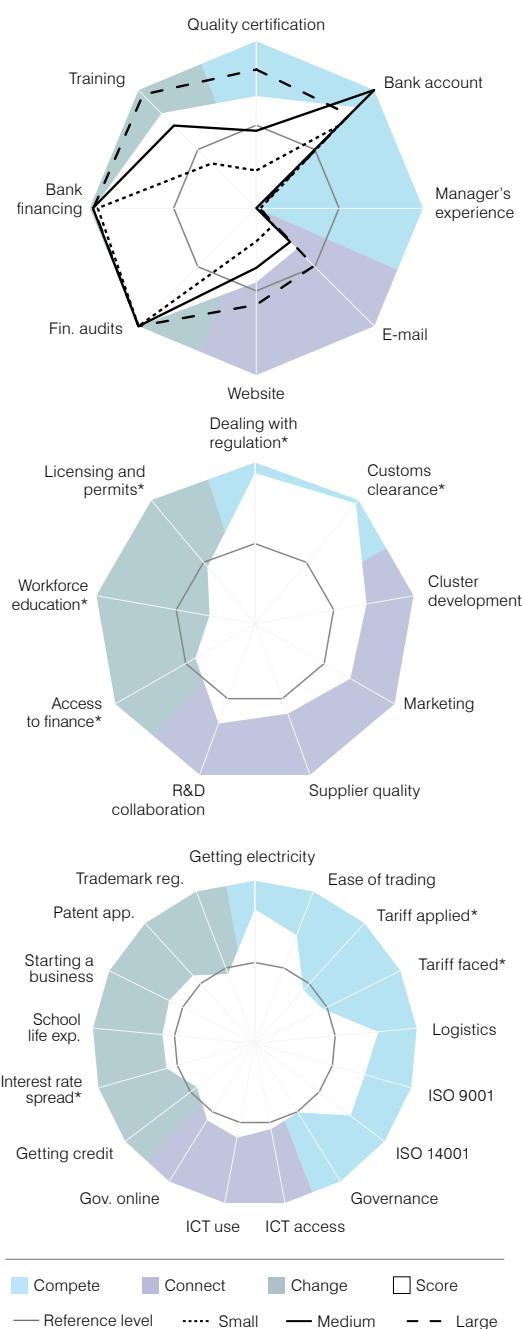 Quality certification
Training
Bank account
Bank
financing
Manager's
experience
Fin. audits
E-mail
Website
Dealing with
regulation*
Licensing and
permits*
Customs
clearance*
Workforce
education*
Cluster
development
Access
to finance*
Marketing
R&D
collaboration
Supplier quality
Getting electricity
Trademark reg.
Ease of trading
Patent app.
Tariff applied*
Starting a
business
Tariff faced*
School
life exp.
Logistics
Interest rate
spread*
ISO 9001
Getting credit
ISO 14001
Gov. online
Governance
ICT use
ICT access
Compete
Connect
Change
Score
Reference level
Small
Medium
Large